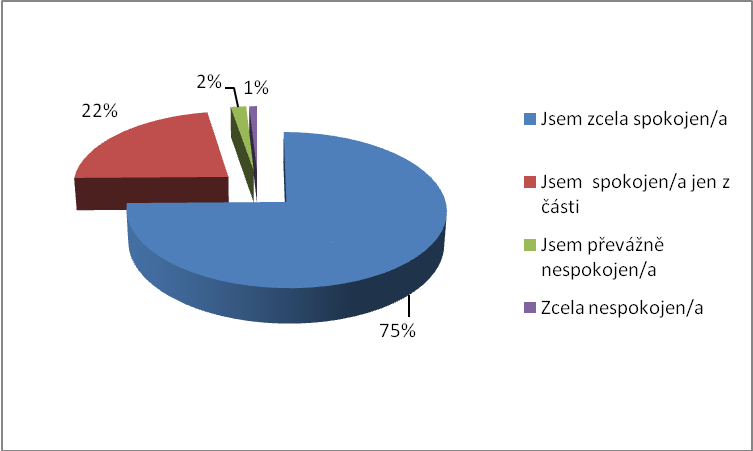 2%
1%
22%
75%
Jsem zcela spokojen/a
Jsem  spokojen/a jen z
části
Jsem převážně
nespokojen/a
Zcela nespokojen/a